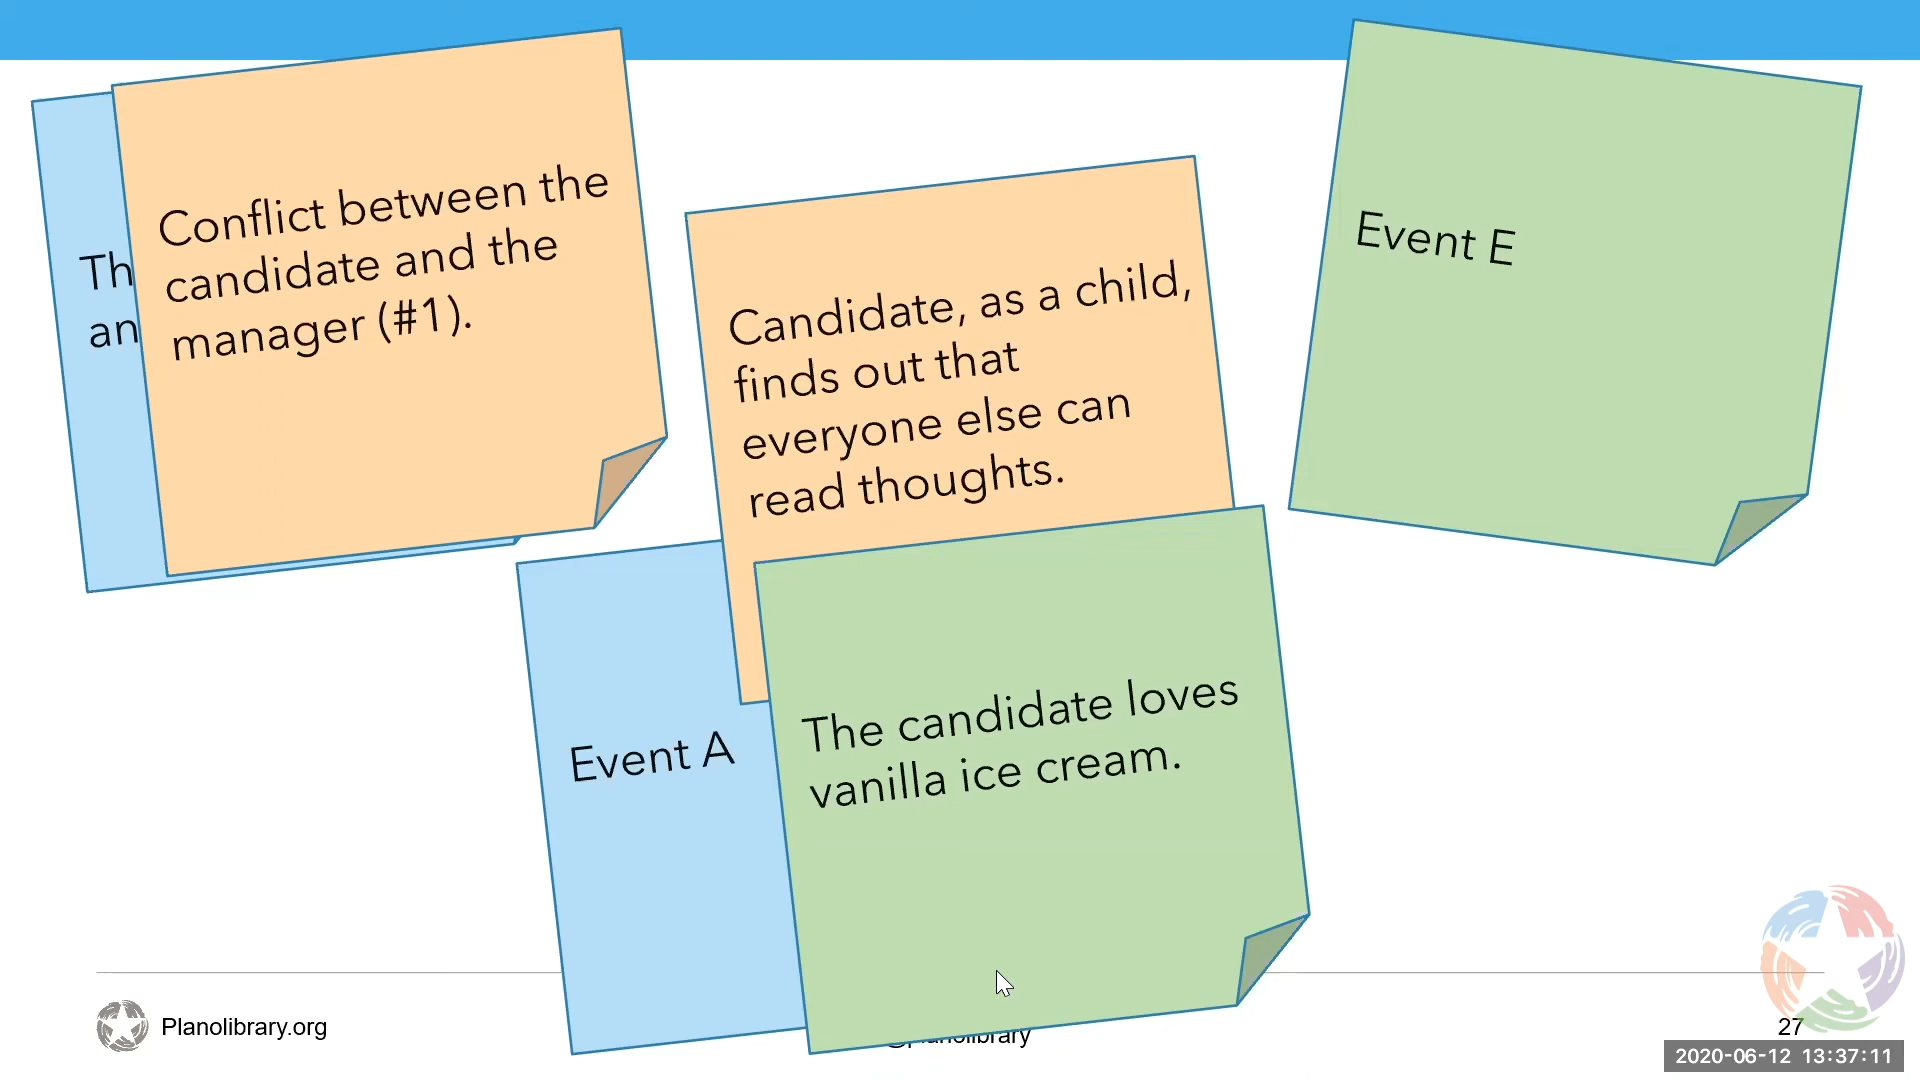 Th
an
Conflict between the
candidate and the
manager (#1).
Candidate, as a child,
finds out that
everyone else can
read thoughts.
Event E
Event A
The candidate loves
vanilla ice cream.
Planolibrary.org
27
2020-06-12 13:37:11